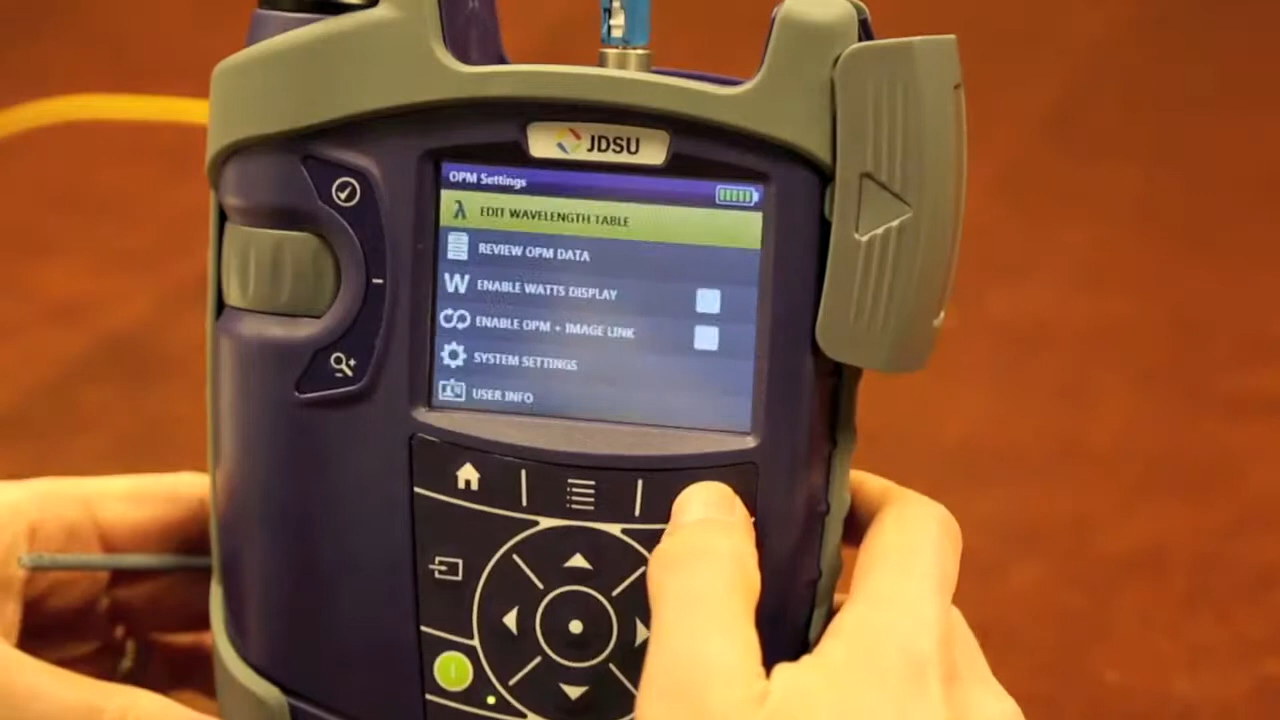 JDSU
OPM Settings
λ EDIT WAVELENGTH TABLE
REVIEW OPM DATA
W ENABLE WATTS DISPLAY
ENABLE OPM + IMAGE LINK
SYSTEM SETTINGS
USER INFO